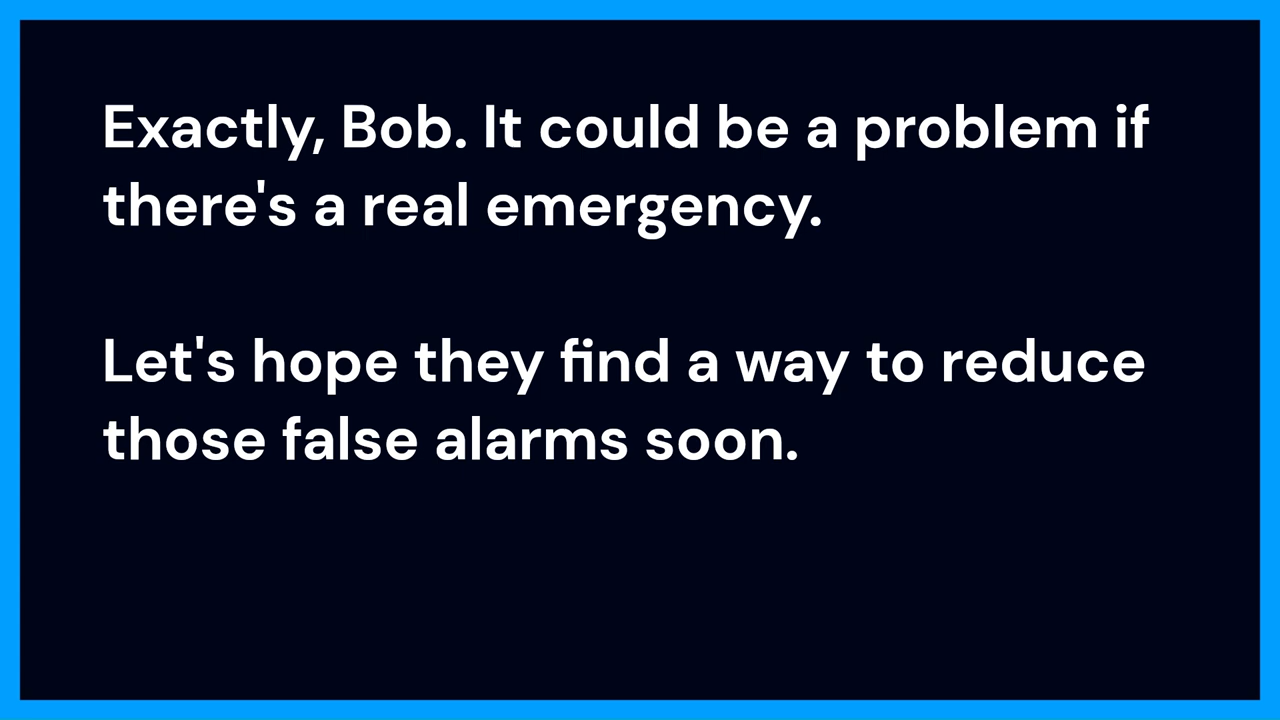 Exactly, Bob. It could be a problem if
there's a real emergency.
Let's hope they find a way to reduce
those false alarms soon.